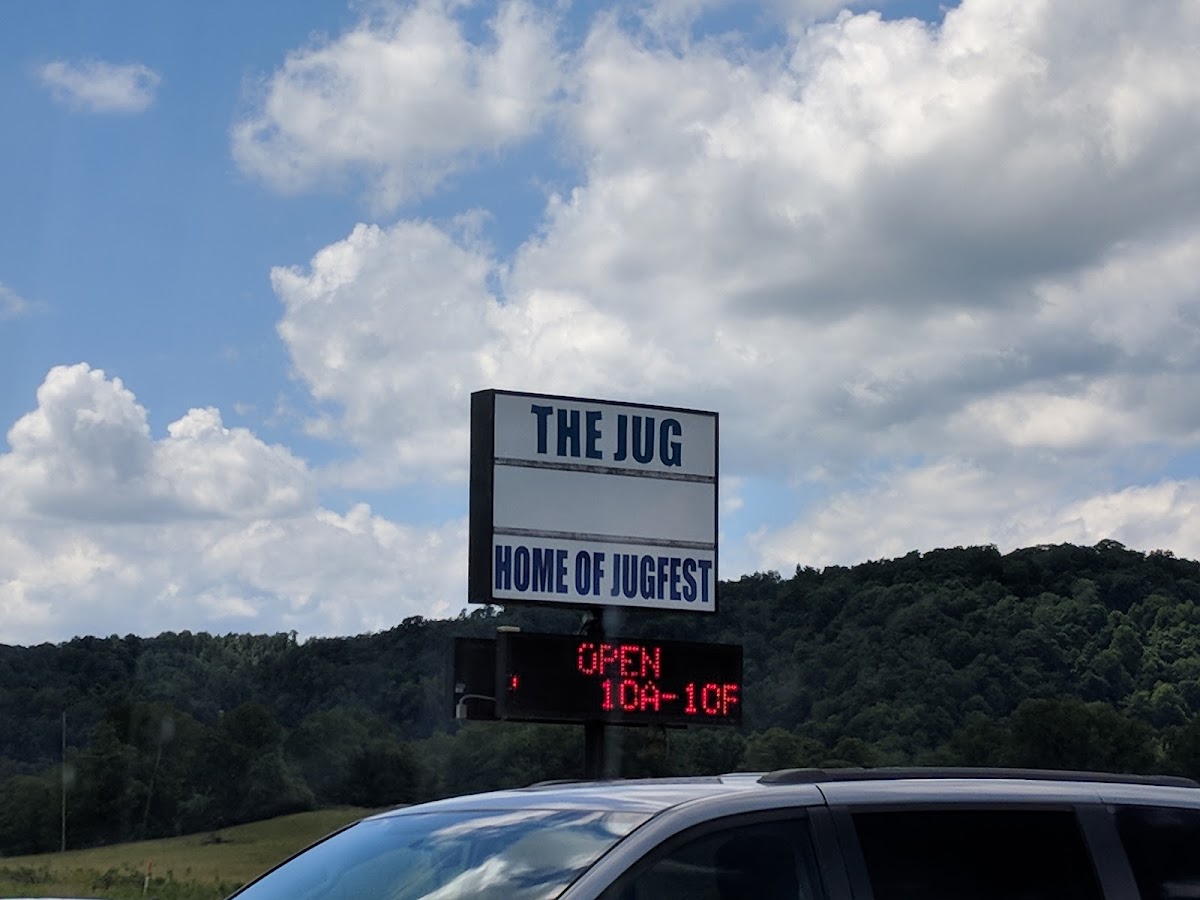 THE JUG
HOME OF JUGFEST
OPEN
10A-10P